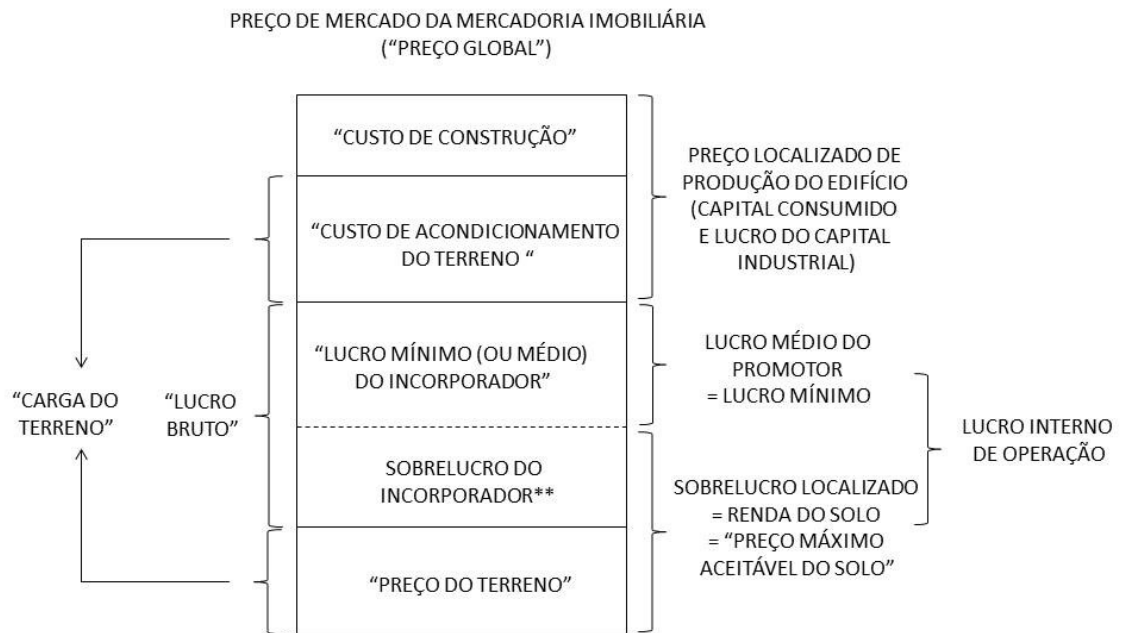 PREÇO DE MERCADO DA MERCADORIA IMOBILIÁRIA
(“PREÇO GLOBAL”)
“CUSTO DE CONSTRUÇÃO”
“CUSTO DE ACONDICIONAMENTO
DO TERRENO “
“LUCRO MÍNIMO (OU MÉDIO)
DO INCORPORADOR”
SOBRELUCRO DO
INCORPORADOR**
“PREÇO DO TERRENO”
“CARGA DO
TERRENO”
“LUCRO
BRUTO”
PREÇO LOCALIZADO DE
PRODUÇÃO DO EDIFÍCIO
(CAPITAL CONSUMIDO
E LUCRO DO CAPITAL
INDUSTRIAL)
LUCRO MÉDIO DO
PROMOTOR
= LUCRO MÍNIMO
SOBRELUCRO LOCALIZADO
= RENDA DO SOLO
= “PREÇO MÁXIMO
ACEITÁVEL DO SOLO”
LUCRO INTERNO
DE OPERAÇÃO